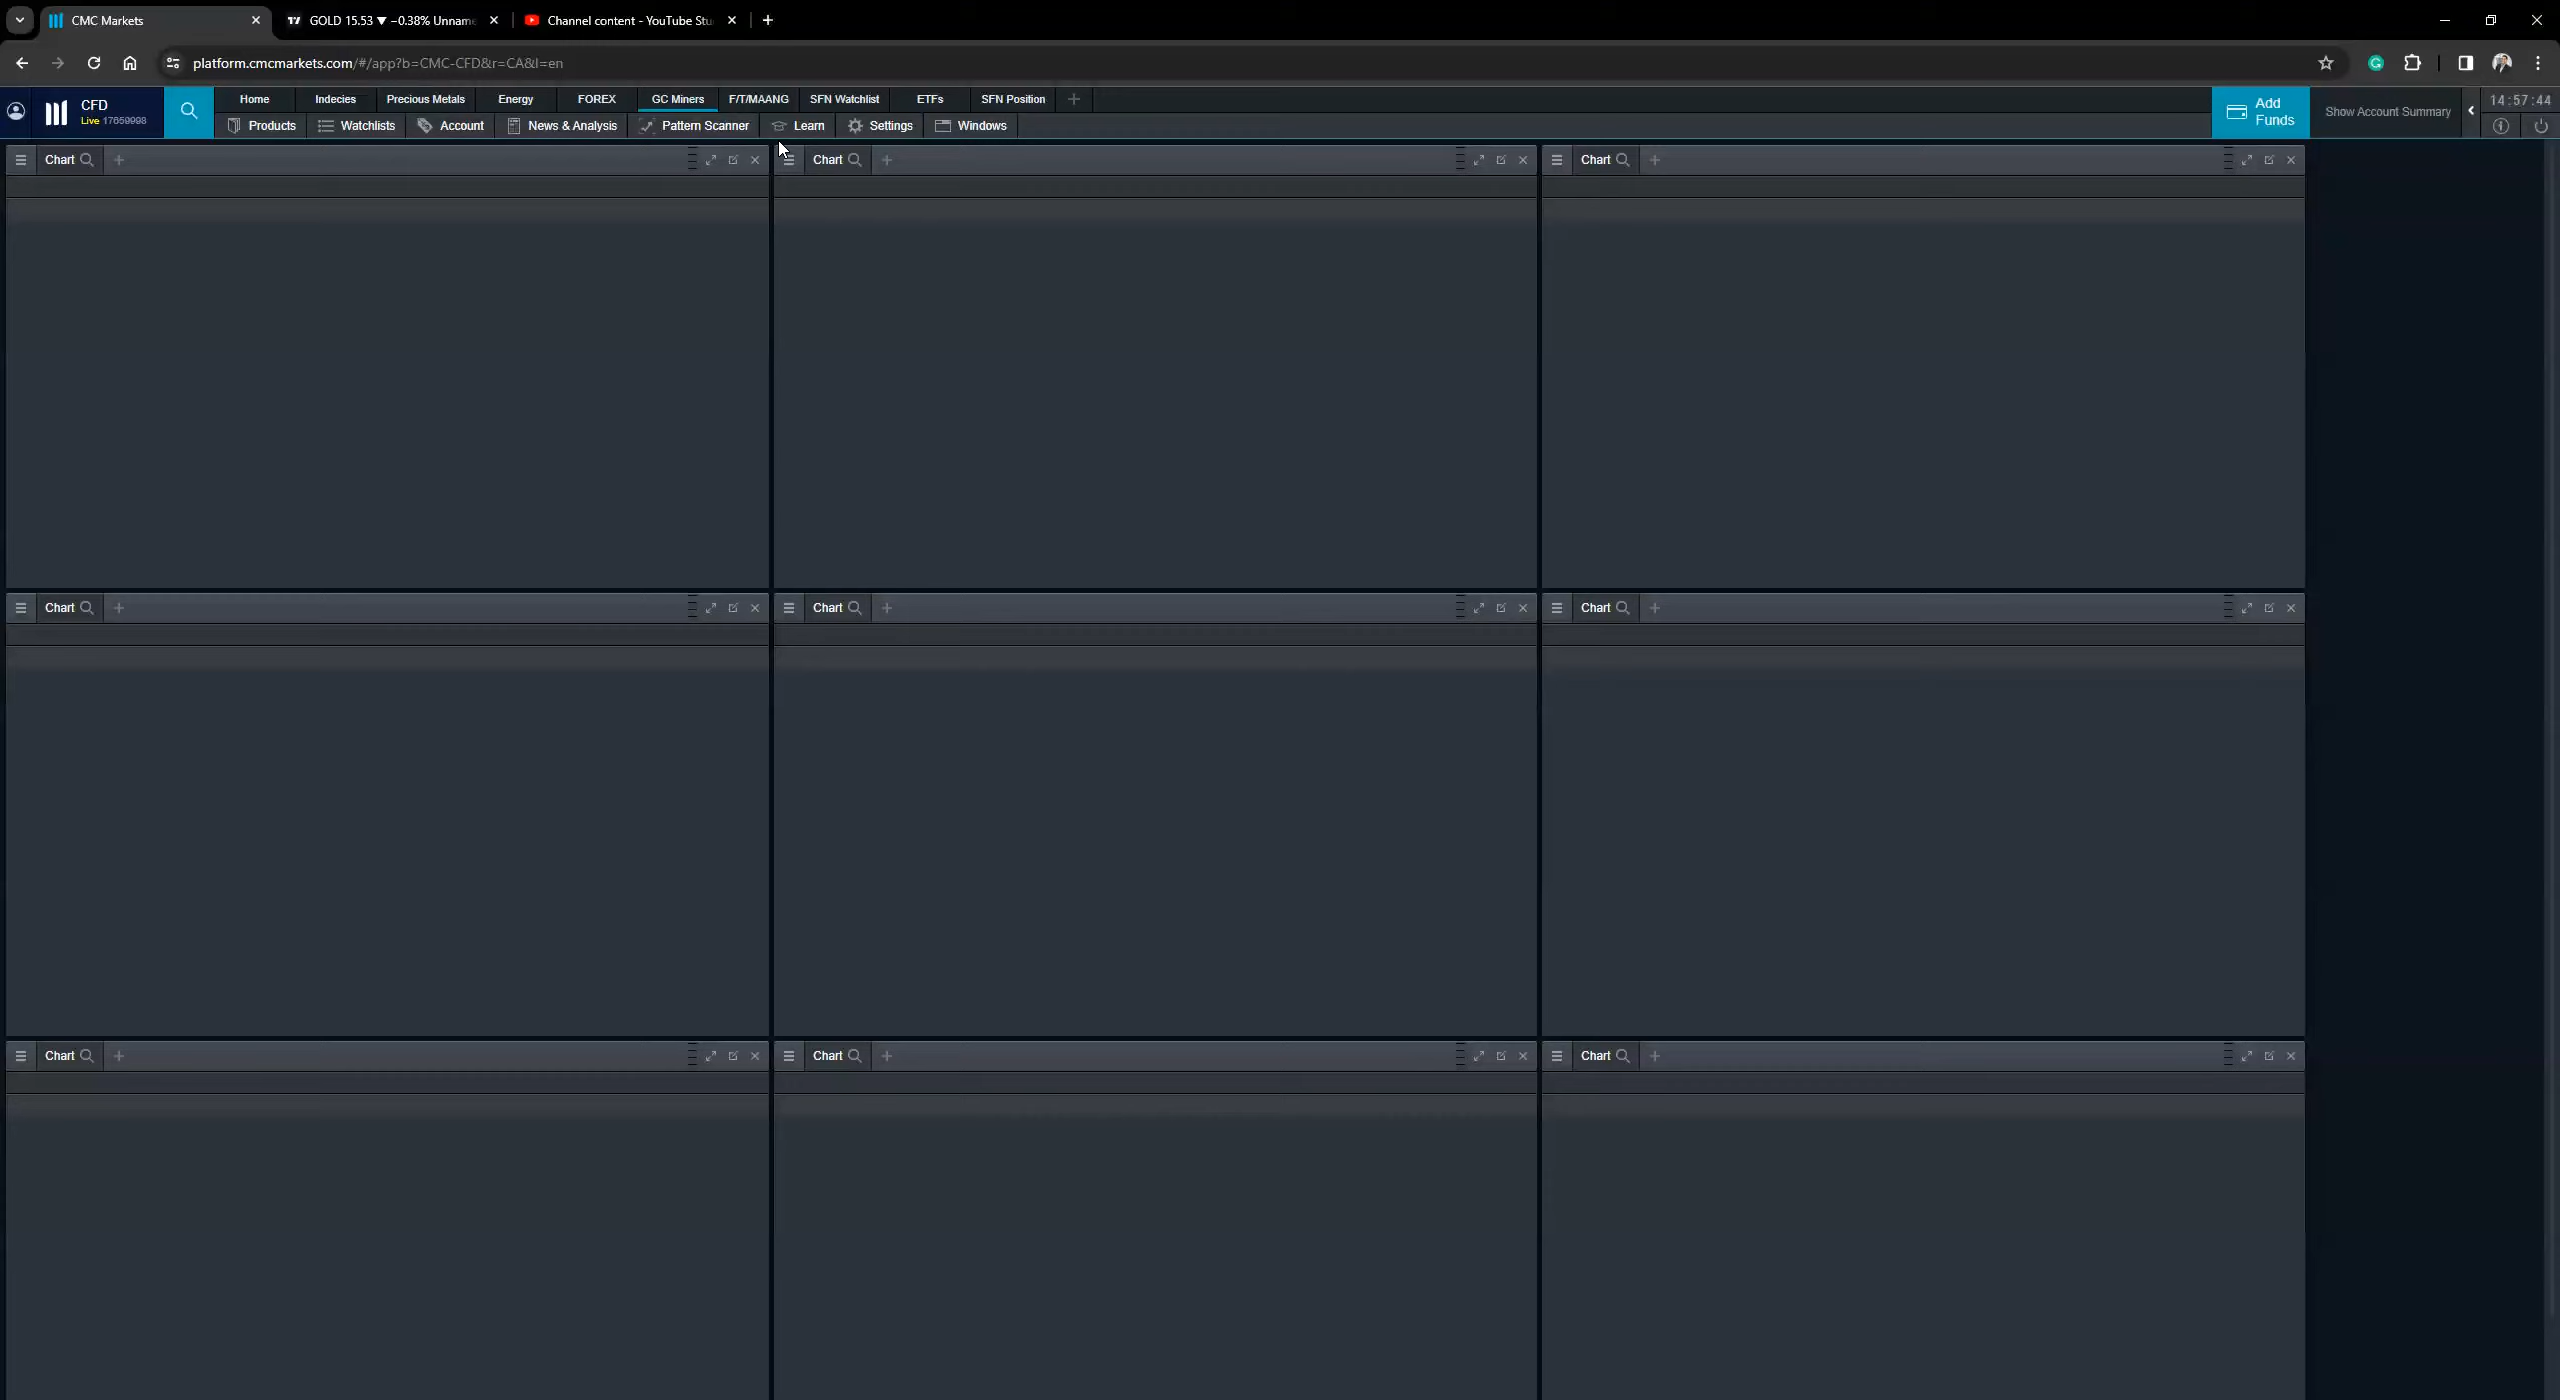 CMC Markets
GOLD 15.53 ▼ −0.38% Unname
Channel content - YouTube Stu
platform.cmcmarkets.com/#/app?b=CMC-CFD&r=CA&l=en
CFD
Live 17659998
Home
Indecies
Precious Metals
Energy
FOREX
GC Miners
F/T/MAANG
SFN Watchlist
ETFs
SFN Position
Products
Watchlists
Account
News & Analysis
Pattern Scanner
Learn
Settings
Windows
Add
Funds
Show Account Summary
14:57:44
Chart
Chart
Chart
Chart
Chart
Chart
Chart
Chart
Chart